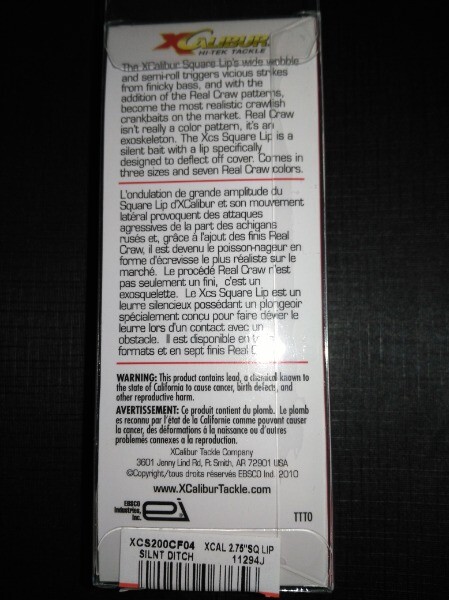 XCALIBUR
HI-TEK TACKLE
The XCalibur Square Lip's wide wobble
and semi-roll triggers vicious strikes
from finicky bass, and with the
addition of the Real Craw patterns,
become the most realistic crawfish
crankbaits on the market. Real Craw
isn't really a color pattern, it's an
exoskeleton. The Xcs Square Lip is a
silent bait with a lip specifically
designed to deflect off cover. Comes in
three sizes and seven Real Craw colors.
L'ondulation de grande amplitude du
Square Lip d'XCalibur et son mouvement
latéral provoquent des attaques
agressives de la part des achigans
rusés et, grâce à l'ajout des finis Real
Craw, il est devenu le poisson-nageur en
forme d'écrevisse le plus réaliste sur le
marché. Le procédé Real Craw n'est
pas seulement un fini, c'est un
exosquelette. Le Xcs Square Lip est un
leurre silencieux possédant un plongeoir
spécialement conçu pour faire dévier le
leurre lors d'un contact avec un
obstacle. Il est disponible en
formats et en sept finis Real
WARNING: This product contains lead, a chemical known to
the state of California to cause cancer, birth defects, and
other reproductive harm.
AVERTISSEMENT: Ce produit contient du plomb. Le plomb
es reconnu par l'état de la Californie comme pouvant causer
la cancer, des déformations à la naissance ou d'autres
problémes connexes a la reproduction.
XCalibur Tackle Company
3601 Jenny Lind Rd, Ft. Smith, AR 72901 USA
©Copyright/tous droits réservés EBSCO Ind. 2010
www.XCaliburTackle.com
EBSCO
Industries,
Inc.
ei
TTTO
XCS200CF04 XCAL 2.75"SQ LIP
SILNT DITCH 11294J